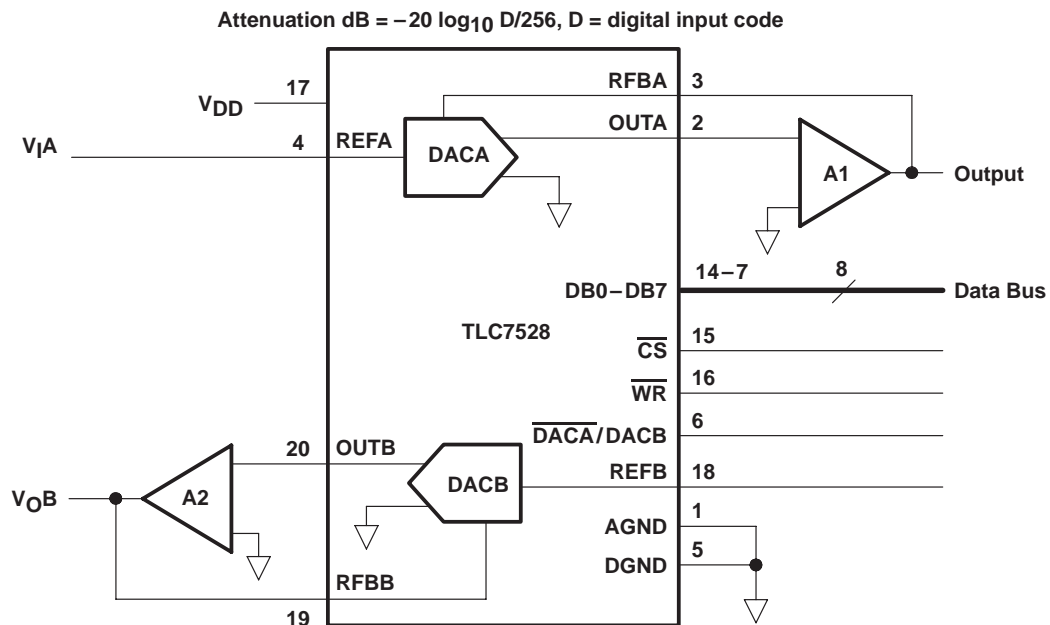 Attenuation dB = –20 log10 D/256, D = digital input code
17
VDD
RFBA 3
OUTA 2
VIA
4 REFA
DACA
A1
Output
DB0–DB7 14–7 8 Data Bus
TLC7528
CS 15
WR 16
DACA/DACB 6
20 OUTB
REFB 18
VOB
A2
DACB
AGND 1
DGND 5
RFBB
19